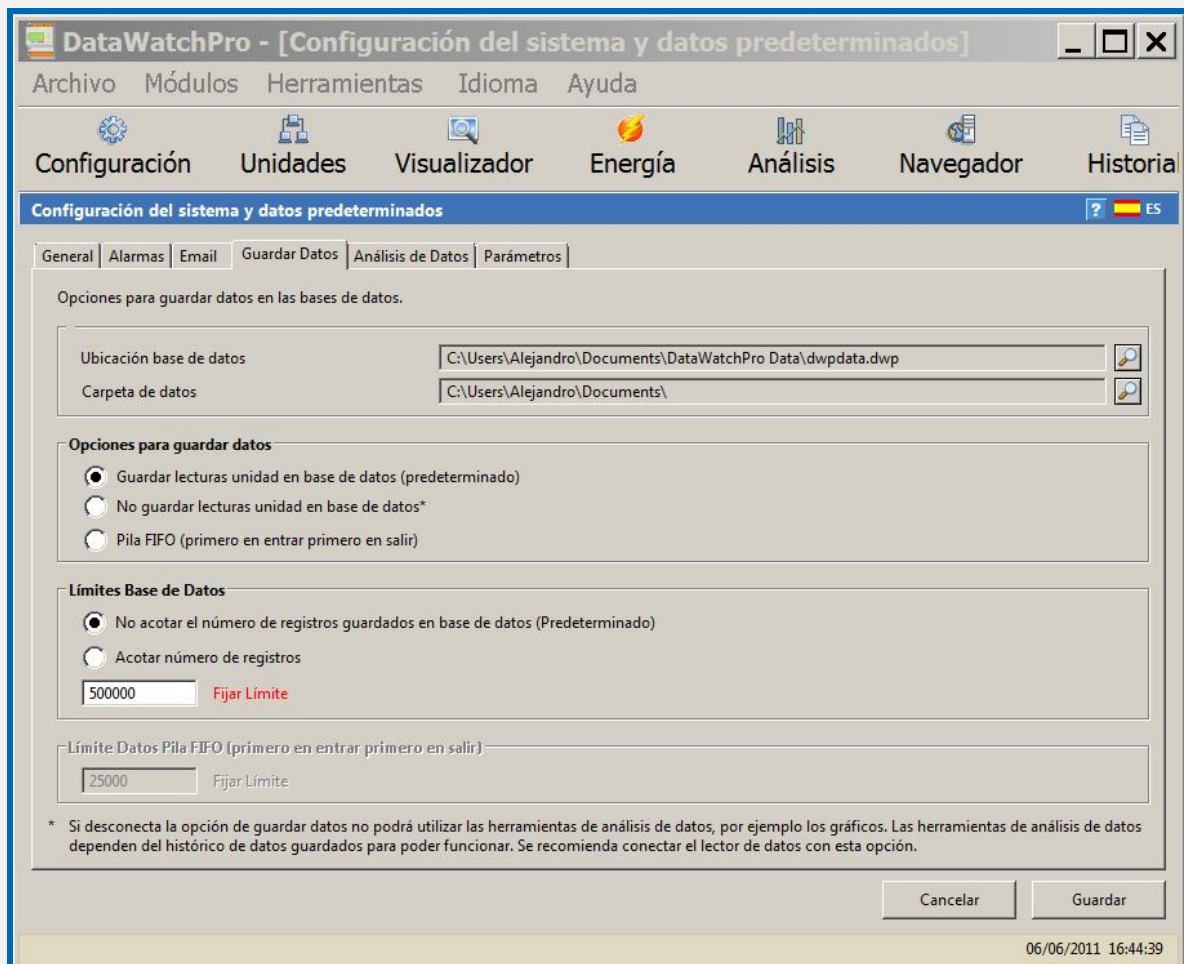 DataWatchPro - [Configuración del sistema y datos predeterminados]
Archivo Módulos Herramientas Idioma Ayuda
Configuración Unidades Visualizador Energía Análisis Navegador Historial
Configuración del sistema y datos predeterminados ? ES
General Alarmas Email Guardar Datos Análisis de Datos Parámetros
Opciones para guardar datos en las bases de datos.
Ubicación base de datos C:\Users\Alejandro\Documents\DataWatchPro Data\dwpdata.dwp
Carpeta de datos C:\Users\Alejandro\Documents\
Opciones para guardar datos
Guardar lecturas unidad en base de datos (predeterminado)
No guardar lecturas unidad en base de datos*
Pila FIFO (primero en entrar primero en salir)
Límites Base de Datos
No acotar el número de registros guardados en base de datos (Predeterminado)
Acotar número de registros
500000 Fijar Límite
Límite Datos Pila FIFO (primero en entrar primero en salir)
25000 Fijar Límite
* Si desconecta la opción de guardar datos no podrá utilizar las herramientas de análisis de datos, por ejemplo los gráficos. Las herramientas de análisis de datos
dependen del histórico de datos guardados para poder funcionar. Se recomienda conectar el lector de datos con esta opción.
Cancelar Guardar
06/06/2011 16:44:39